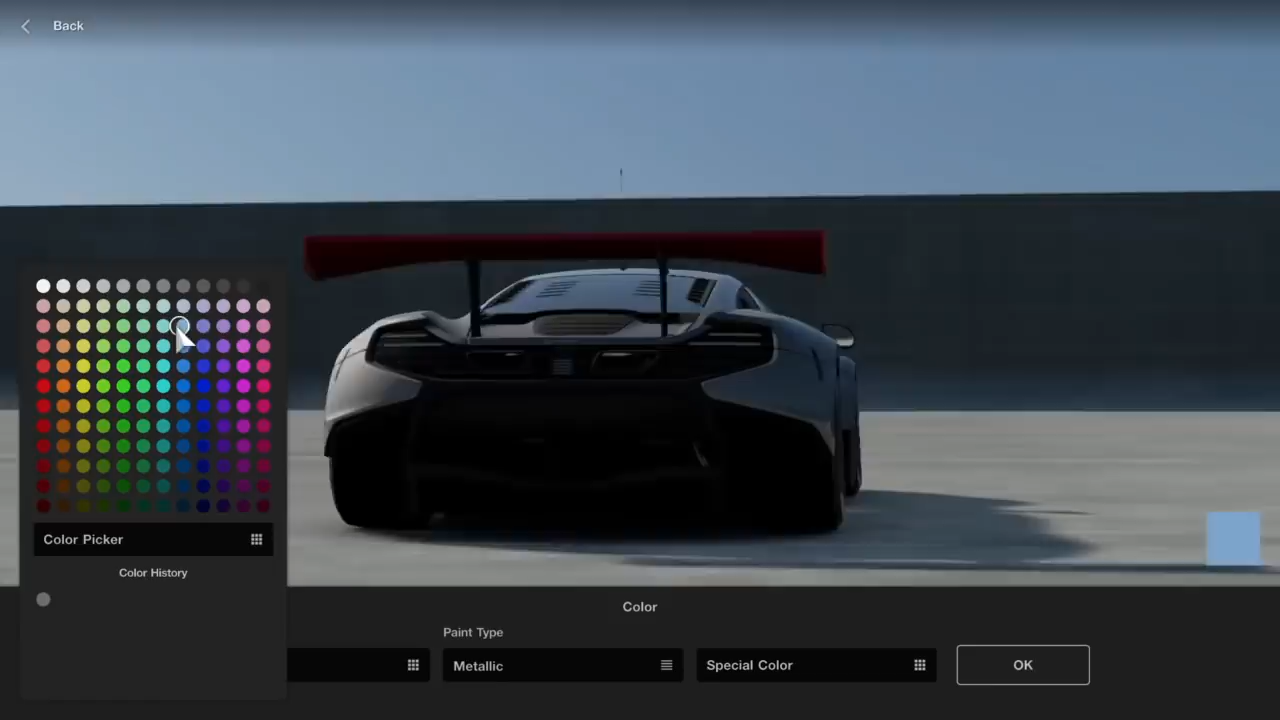 Back
Color Picker
Color History
Color
Paint Type
Metallic
Special Color
OK